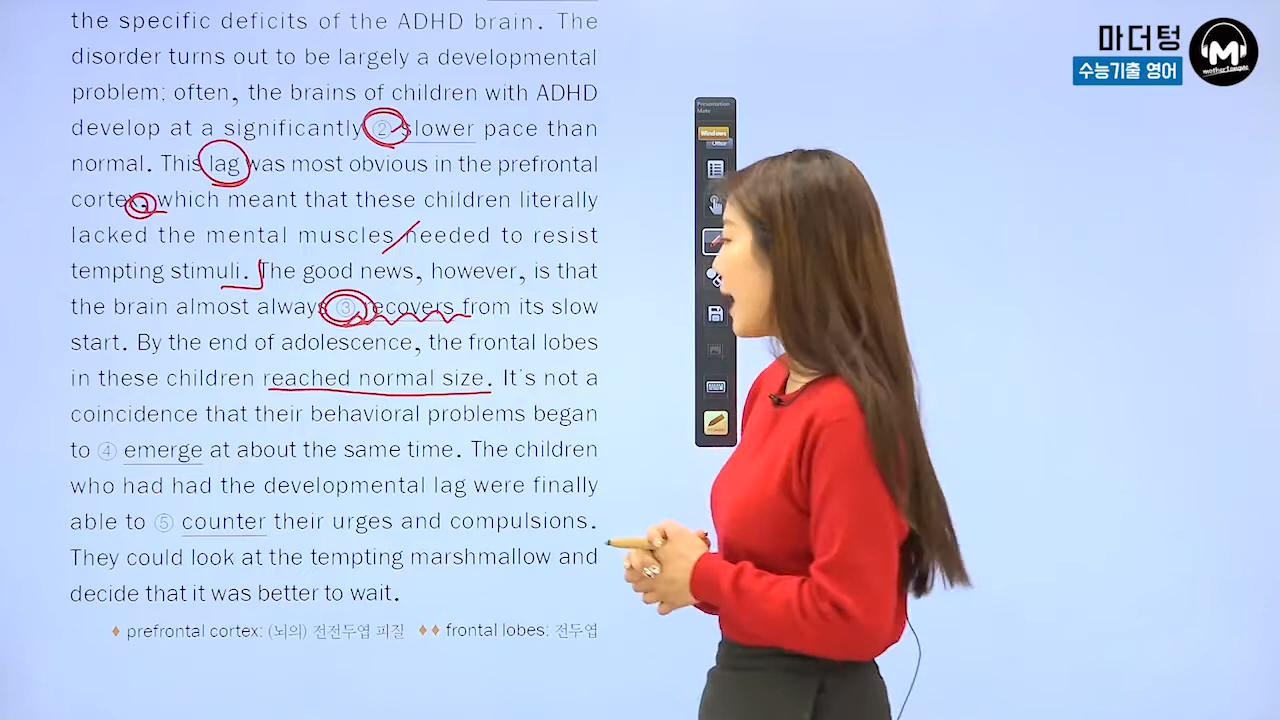 the specific deficits of the ADHD brain. The
disorder turns out to be largely a developmental
often, the brains of with ADHD
develop at a significantly ② slower pace than
normal. This lag was most obvious in the prefrontal
cortex, which meant that these children literally
lacked the mental muscles needed to resist
tempting stimuli. The good news, however, is that
the brain almost always ③ recovers from its slow
start. By the end of adolescence, the frontal lobes
in these children reached normal size. It's not a
coincidence that their behavioral problems began
to ④ emerge at about the same time. The children
who had had the developmental lag were finally
able to ⑤ counter their urges and compulsions.
They could look at the tempting marshmallow and
decide that it was better to wait.
prefrontal cortex: (뇌의) 전전두엽 피질 frontal lobes: 전두엽
마더텅
수능기출 영어
M
mothertongue
Presentation
Mate
Windows
Office